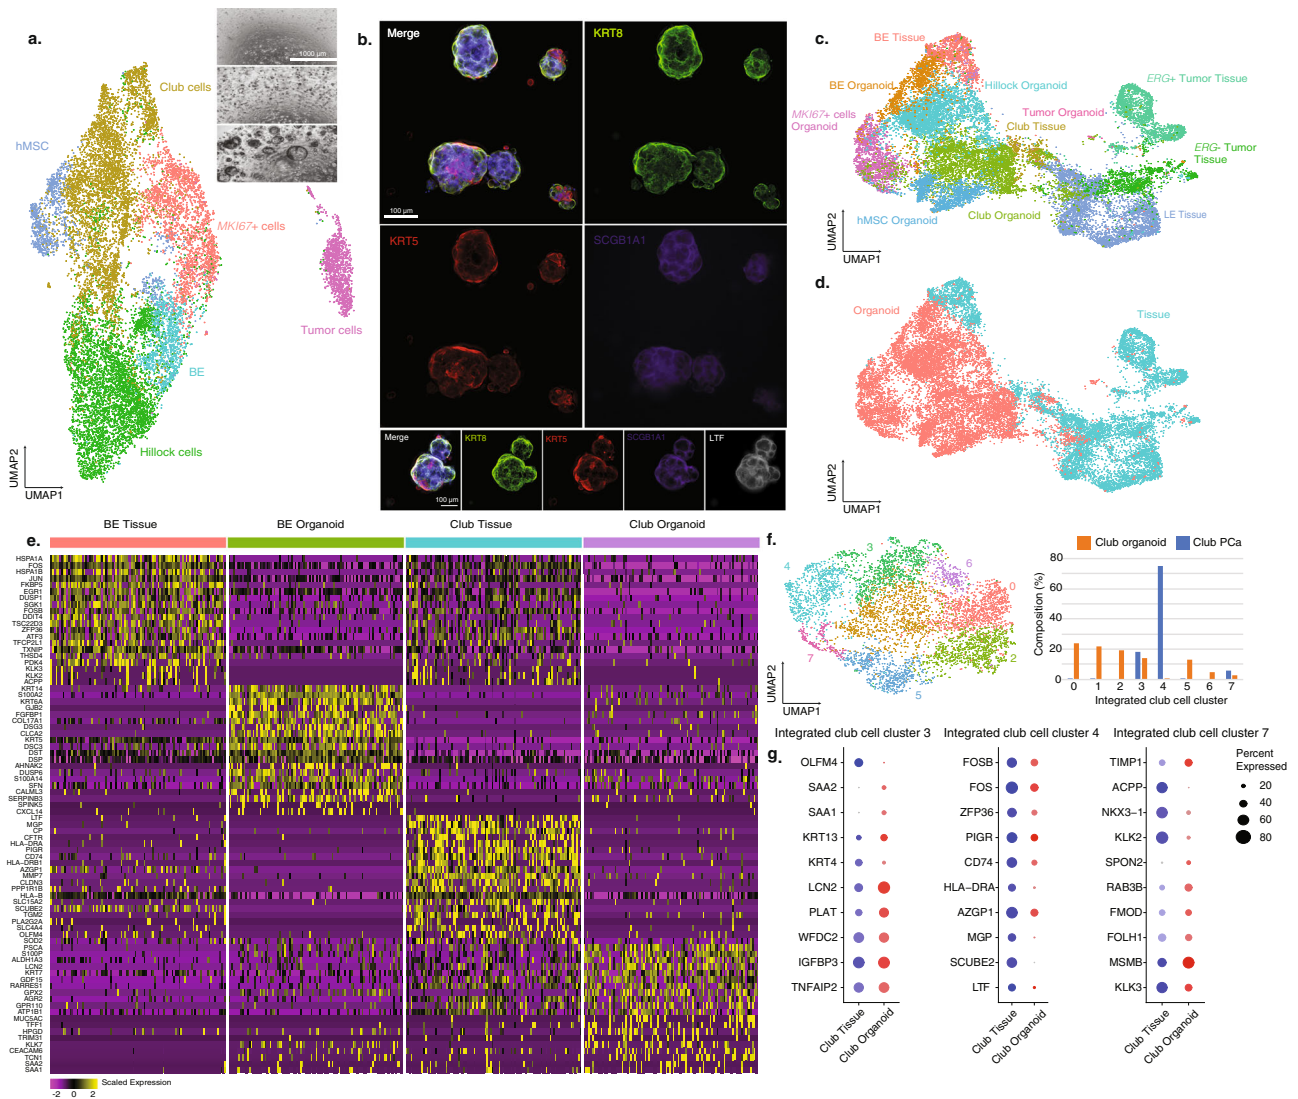 a.
Club cells
hMSC
MKI67+ cells
Tumor cells
BE
Hillock cells
UMAP2
UMAP1
1000 µm
b.
Merge
KRT8
100 µm
KRT5
SCGB1A1
Merge
KRT8
KRT5
SCGB1A1
LTF
100 µm
c.
BE Tissue
BE Organoid
Hillock Organoid
ERG+ Tumor Tissue
MKI67+ cells
Organoid
Tumor Organoid
Club Tissue
ERG- Tumor
Tissue
hMSC Organoid
Club Organoid
LE Tissue
UMAP2
UMAP1
d.
Organoid
Tissue
UMAP2
UMAP1
e.
BE Tissue
BE Organoid
Club Tissue
Club Organoid
HSPA1A
FOS
HSPA1B
JUN
FKBP5
EGR1
DUSP1
SGK1
FOSB
DDIT4
TSC22D3
ZFP36
ATF3
TFCP2L1
TXNIP
THSD4
PDK4
KLK3
KLK2
ACPP
KRT14
S100A2
KRT6A
GJB2
FGFBP1
COL17A1
DSG3
CLCA2
KRT5
DSC3
DST
DSP
AHNAK2
DUSP6
S100A14
SFN
CALML3
SERPINB3
SPINK5
CXCL14
LTF
MGP
CP
CFTR
HLA-DRA
PIGR
CD74
HLA-DRB1
AZGP1
MMP7
CLDN3
PPP1R1B
HLA-B
SLC15A2
SCUBE2
TGM2
PLA2G2A
SLC4A4
OLFM4
SOD2
PSCA
S100P
ALDH1A3
LCN2
KRT7
GDF15
RARRES1
GPX2
AGR2
GPR110
ATP1B1
MUC5AC
TFF1
HPGD
TRIM31
KLK7
CEACAM6
TCN1
SAA2
SAA1
Scaled Expression
-2 0 2
f.
4
3
6
0
7
5
2
UMAP2
UMAP1
Club organoid
Club PCa
Composition (%)
80
60
40
20
0
0 1 2 3 4 5 6 7
Integrated club cell cluster
g.
Integrated club cell cluster 3
OLFM4
SAA2
SAA1
KRT13
KRT4
LCN2
PLAT
WFDC2
IGFBP3
TNFAIP2
Club Tissue
Club Organoid
Integrated club cell cluster 4
FOSB
FOS
ZFP36
PIGR
CD74
HLA-DRA
AZGP1
MGP
SCUBE2
LTF
Club Tissue
Club Organoid
Integrated club cell cluster 7
TIMP1
ACPP
NKX3-1
KLK2
SPON2
RAB3B
FMOD
FOLH1
MSMB
KLK3
Club Tissue
Club Organoid
Percent
Expressed
20
40
60
80